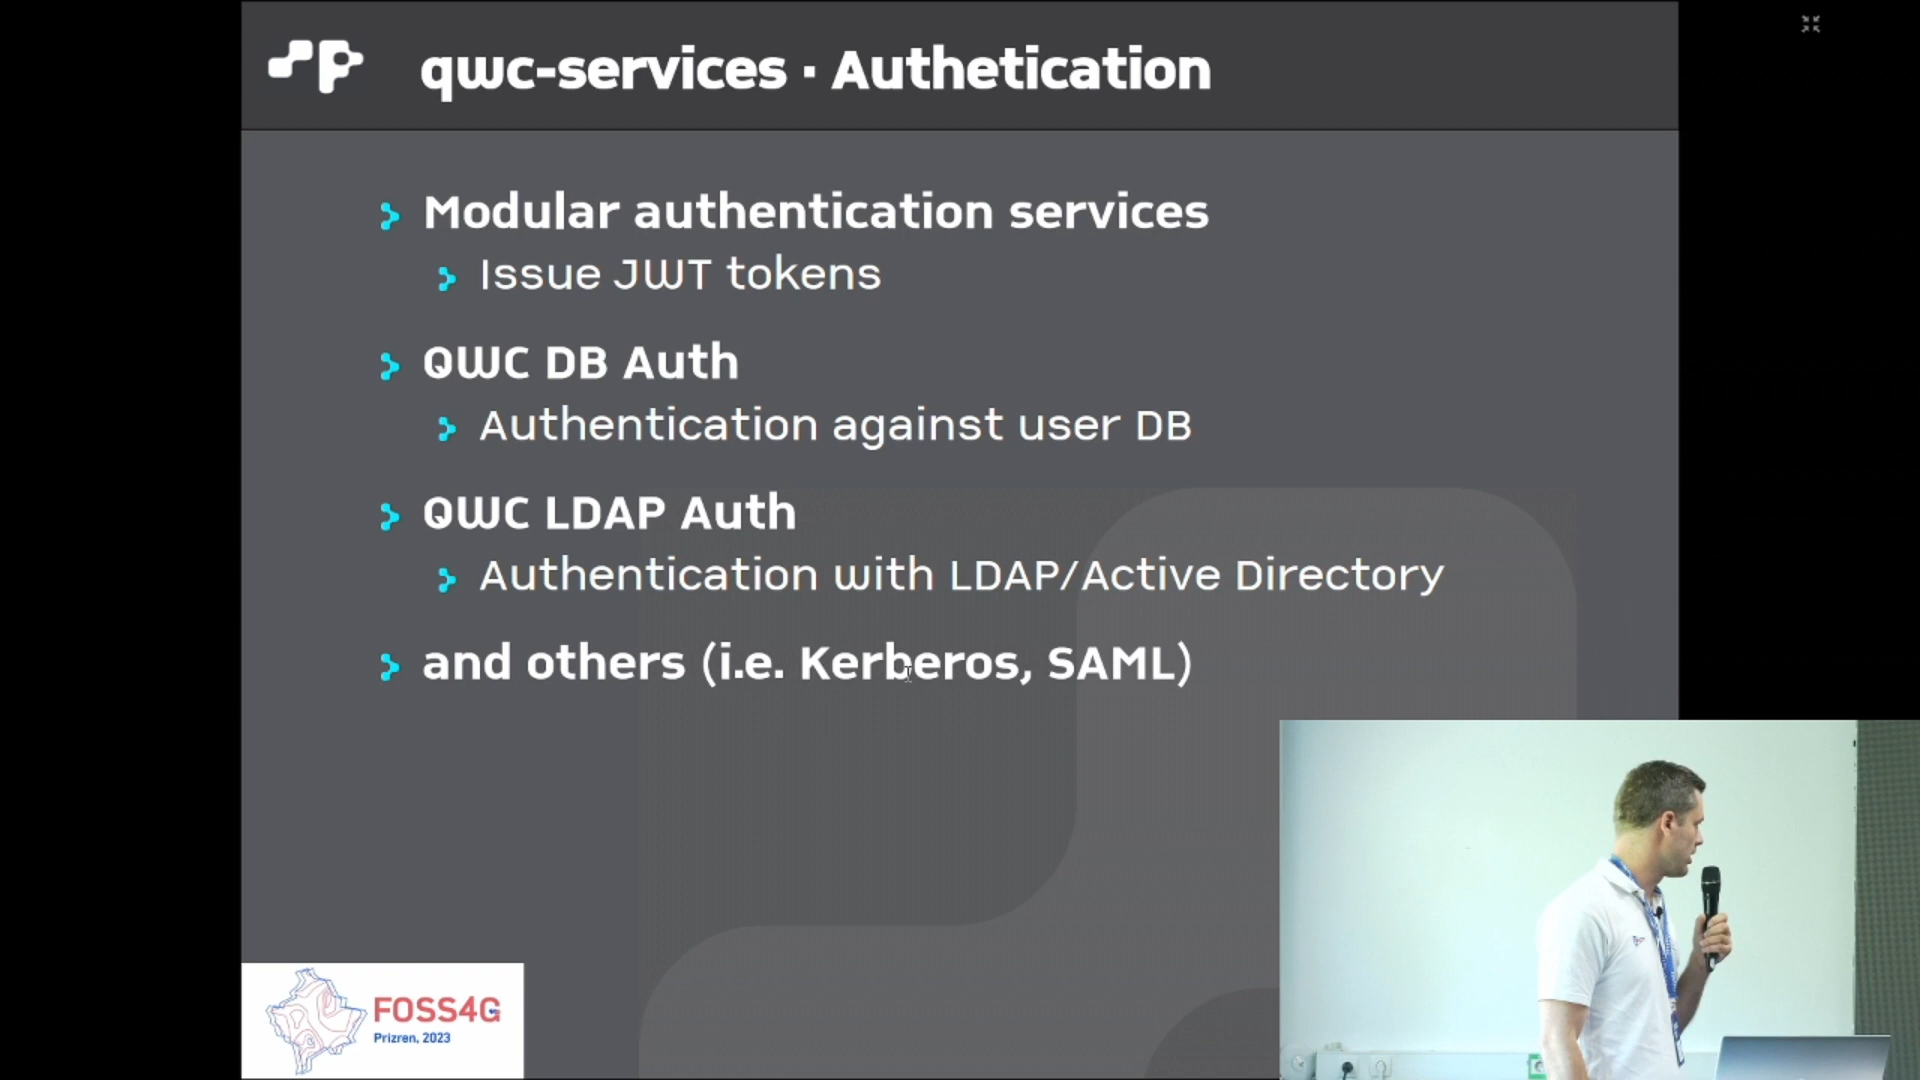 qwc-services · Authetication
Modular authentication services
Issue JWT tokens
QWC DB Auth
Authentication against user DB
QWC LDAP Auth
Authentication with LDAP/Active Directory
and others (i.e. Kerberos, SAML)
FOSS4G
Prizren, 2023